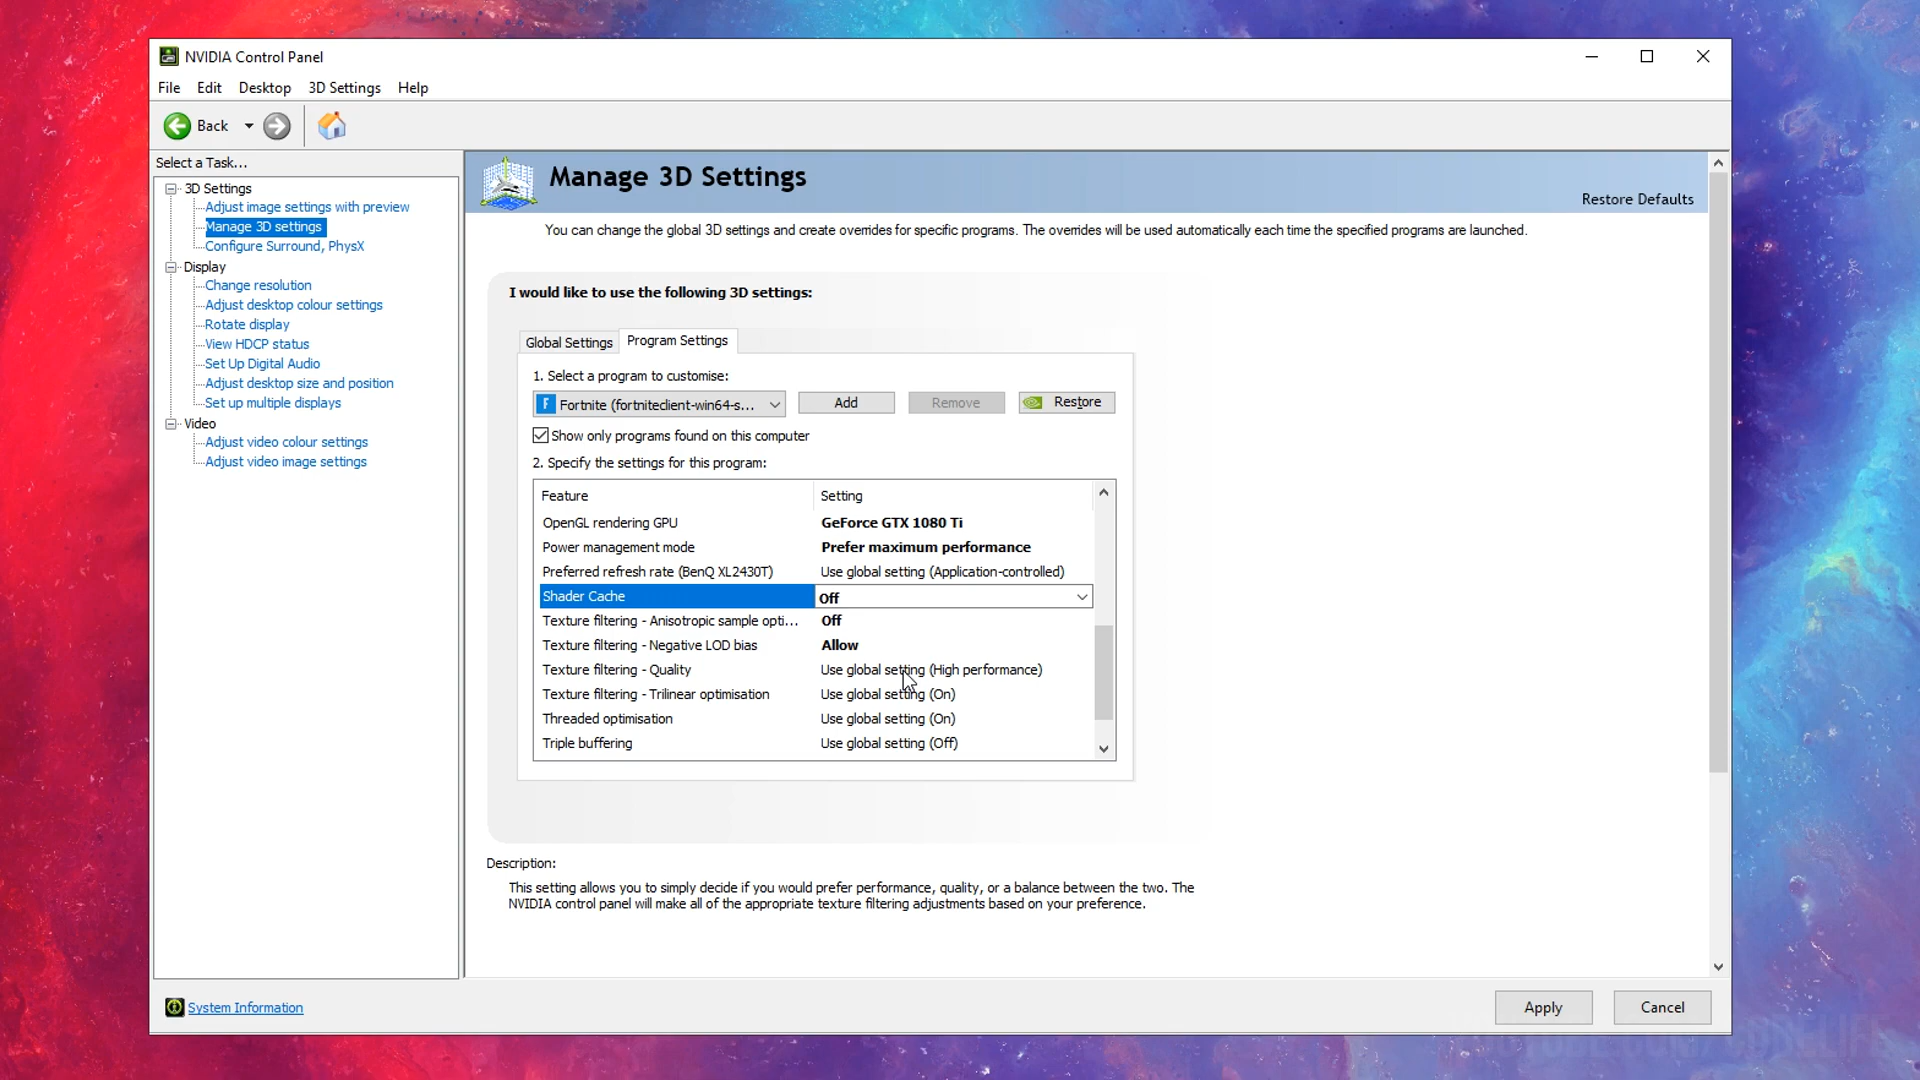 NVIDIA Control Panel
File Edit Desktop 3D Settings Help
Back
Select a Task...
3D Settings
Adjust image settings with preview
Manage 3D settings
Configure Surround, PhysX
Display
Change resolution
Adjust desktop colour settings
Rotate display
View HDCP status
Set Up Digital Audio
Adjust desktop size and position
Set up multiple displays
Video
Adjust video colour settings
Adjust video image settings
System Information
Manage 3D Settings
Restore Defaults
You can change the global 3D settings and create overrides for specific programs. The overrides will be used automatically each time the specified programs are launched.
I would like to use the following 3D settings:
Global Settings Program Settings
1. Select a program to customise:
F Fortnite (fortniteclient-win64-s... Add Remove Restore
Show only programs found on this computer
2. Specify the settings for this program:
Feature Setting
OpenGL rendering GPU GeForce GTX 1080 Ti
Power management mode Prefer maximum performance
Preferred refresh rate (BenQ XL2430T) Use global setting (Application-controlled)
Shader Cache Off
Texture filtering - Anisotropic sample opti... Off
Texture filtering - Negative LOD bias Allow
Texture filtering - Quality Use global setting (High performance)
Texture filtering - Trilinear optimisation Use global setting (On)
Threaded optimisation Use global setting (On)
Triple buffering Use global setting (Off)
Description:
This setting allows you to simply decide if you would prefer performance, quality, or a balance between the two. The
NVIDIA control panel will make all of the appropriate texture filtering adjustments based on your preference.
Apply Cancel